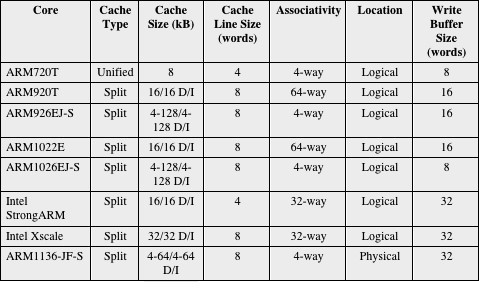 Core Cache Type Cache Size (kB) Cache Line Size (words) Associativity Location Write Buffer Size (words)
ARM720T Unified 8 4 4-way Logical 8
ARM920T Split 16/16 D/I 8 64-way Logical 16
ARM926EJ-S Split 4-128/4-128 D/I 8 4-way Logical 16
ARM1022E Split 16/16 D/I 8 64-way Logical 16
ARM1026EJ-S Split 4-128/4-128 D/I 8 4-way Logical 8
Intel StrongARM Split 16/16 D/I 4 32-way Logical 32
Intel Xscale Split 32/32 D/I 8 32-way Logical 32
ARM1136-JF-S Split 4-64/4-64 D/I 8 4-way Physical 32